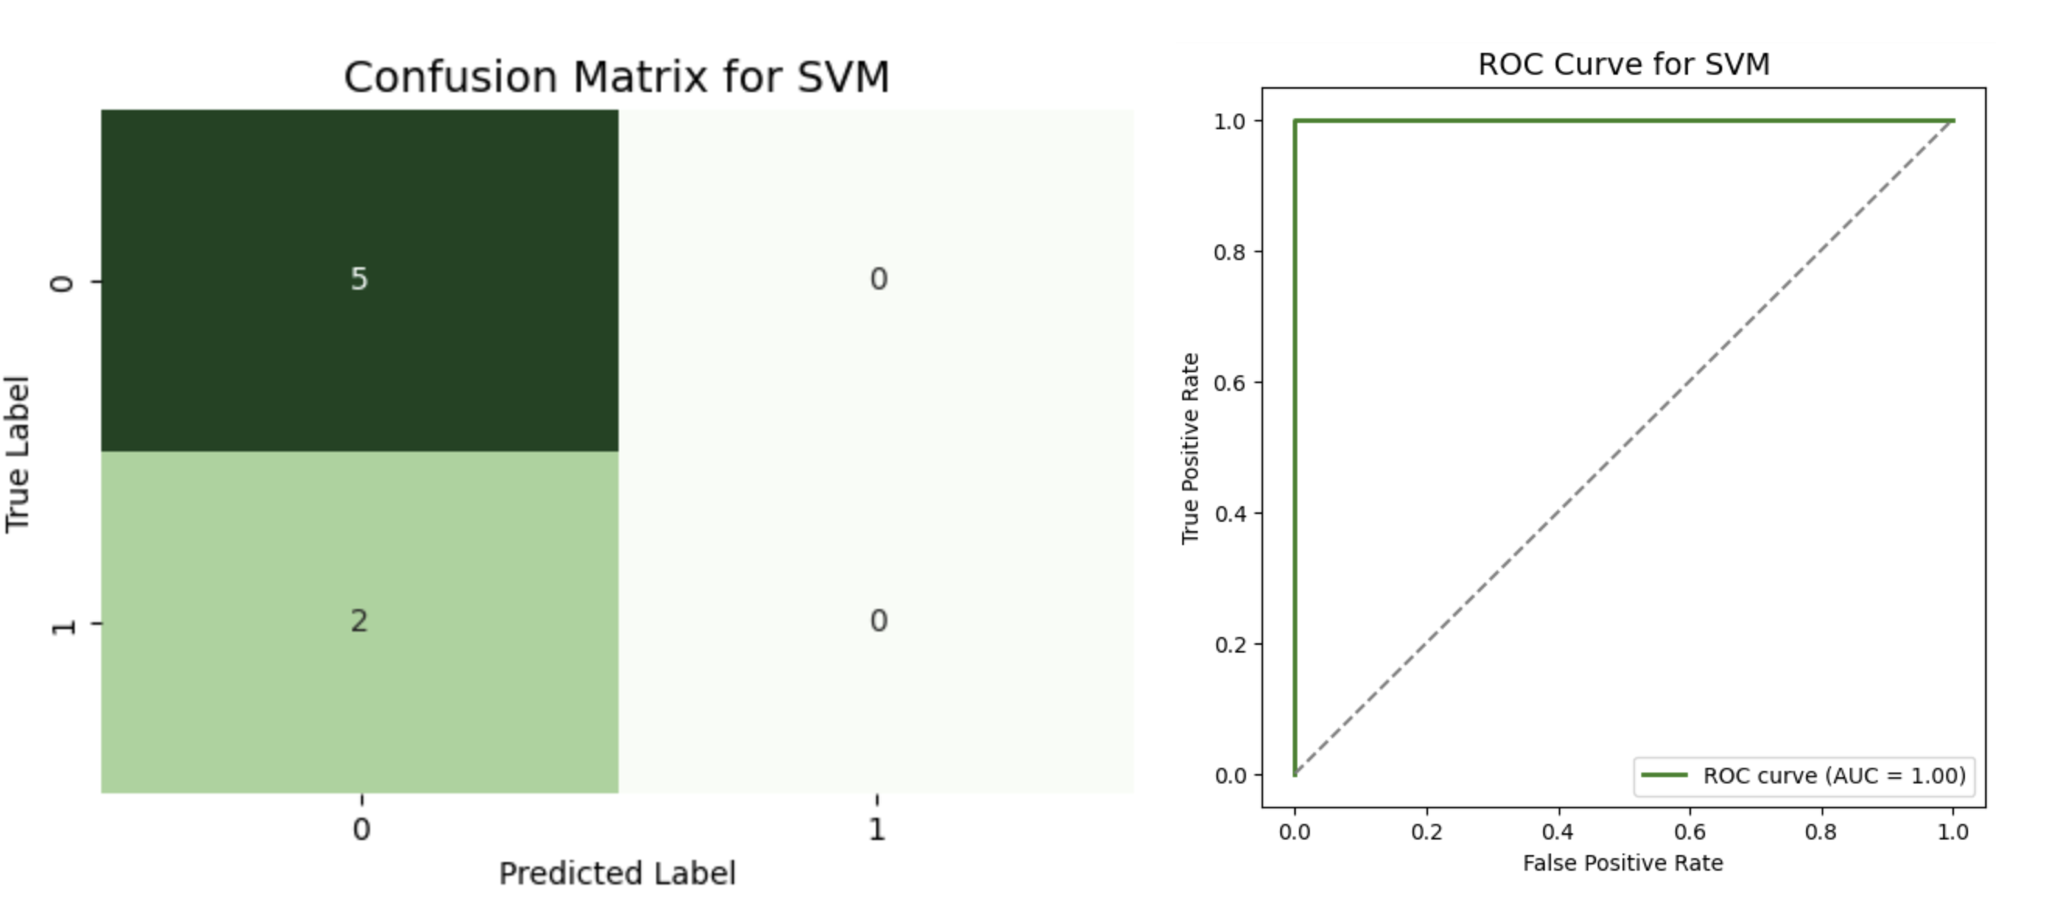 Confusion Matrix for SVM
True Label
0
5
0
1
2
0
0
1
Predicted Label
ROC Curve for SVM
True Positive Rate
1.0
0.8
0.6
0.4
0.2
0.0
ROC curve (AUC = 1.00)
0.0 0.2 0.4 0.6 0.8 1.0
False Positive Rate